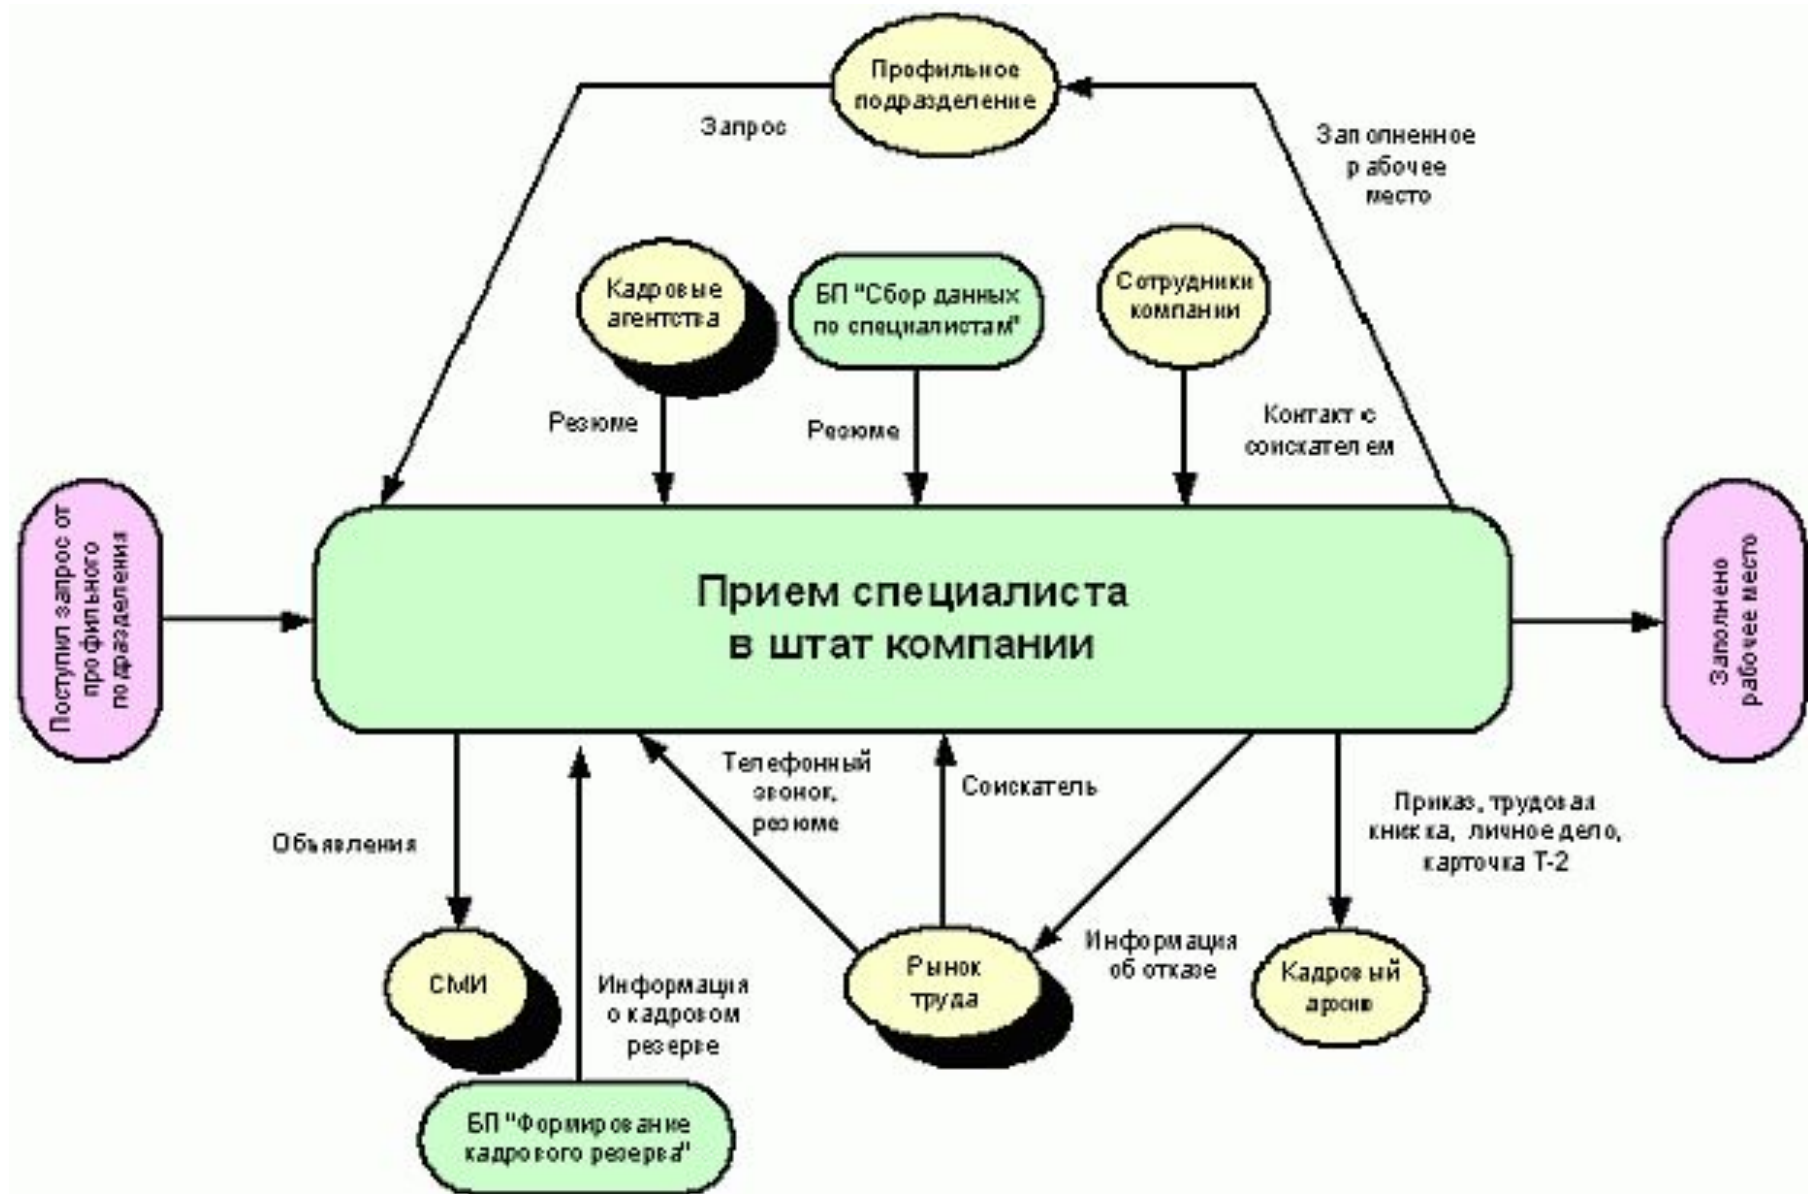 Профильное
подразделение
Запрос
Заполненное
рабочее
место
Кадровые
агентства
БП "Сбор данных
по специалистам"
Сотрудники
компании
Резюме
Резюме
Контакт с
соискателем
Поступил запрос от
профильного
подразделения
Прием специалиста
в штат компании
Заполнено
рабочее место
Объявления
Телефонный
звонок,
резюме
Соискатель
Приказ, трудовая
книжка, личное дело,
карточка Т-2
СМИ
Информация
о кадровом
резерве
Рынок
труда
Информация
об отказе
Кадровый
архив
БП "Формирование
кадрового резерва"